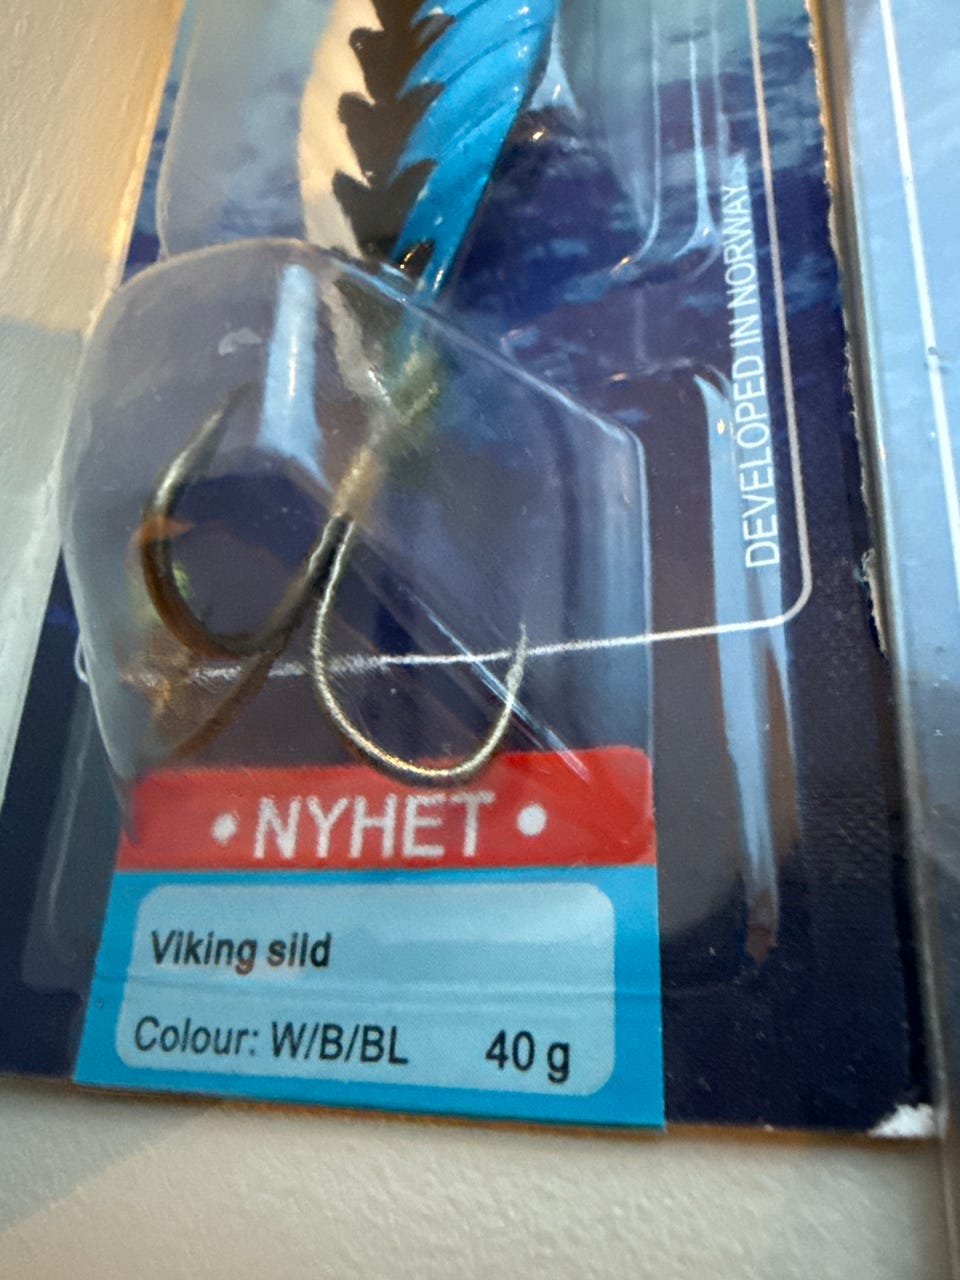 DEVELOPED IN NORWAY
• NYHET •
Viking sild
Colour: W/B/BL 40 g